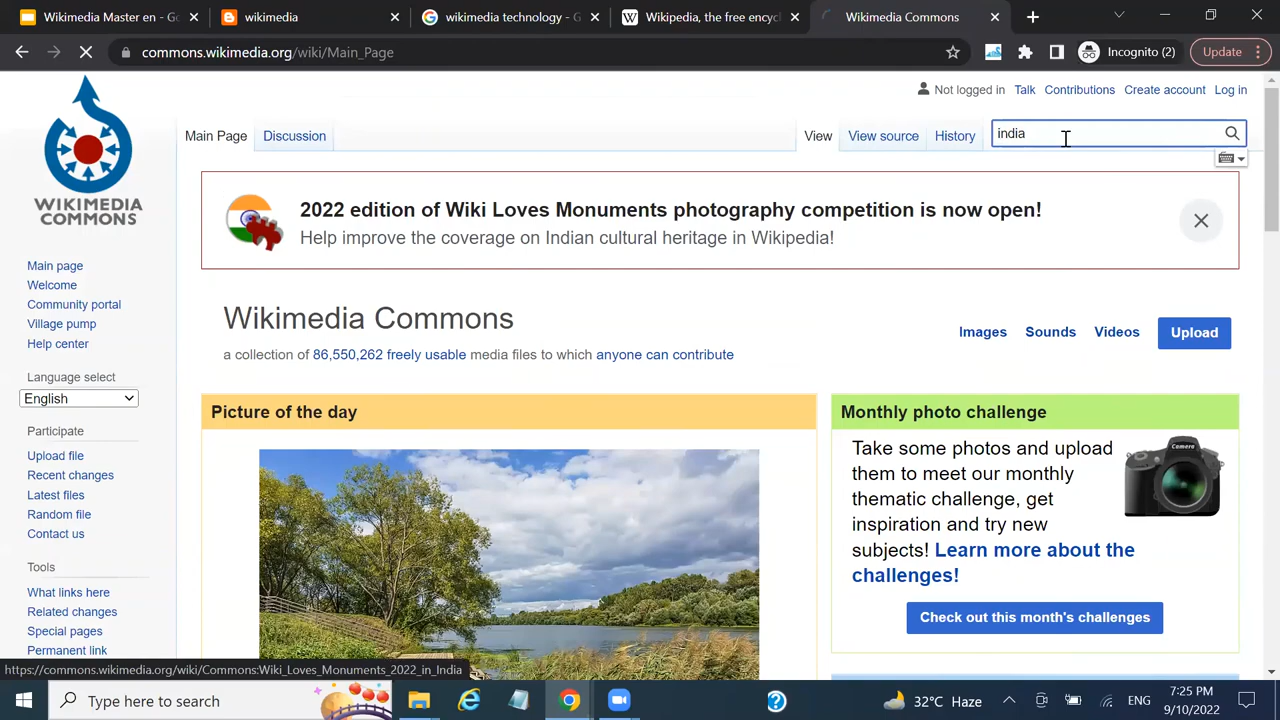 Wikimedia Master en - Go
wikimedia
wikimedia technology - G
Wikipedia, the free encycl
Wikimedia Commons
commons.wikimedia.org/wiki/Main_Page
Incognito (2)
Update
Not logged in Talk Contributions Create account Log in
Main Page Discussion View View source History india
WIKIMEDIA
COMMONS
2022 edition of Wiki Loves Monuments photography competition is now open!
Help improve the coverage on Indian cultural heritage in Wikipedia!
Main page
Welcome
Community portal
Village pump
Help center
Language select
English
Participate
Upload file
Recent changes
Latest files
Random file
Contact us
Tools
What links here
Related changes
Special pages
Permanent link
Wikimedia Commons
a collection of 86,550,262 freely usable media files to which anyone can contribute
Images Sounds Videos Upload
Picture of the day
Monthly photo challenge
Take some photos and upload
them to meet our monthly
thematic challenge, get
inspiration and try new
subjects! Learn more about the
challenges!
Check out this month's challenges
https://commons.wikimedia.org/wiki/Commons:Wiki_Loves_Monuments_2022_in_India
Type here to search
32°C Haze
ENG
7:25 PM
9/10/2022